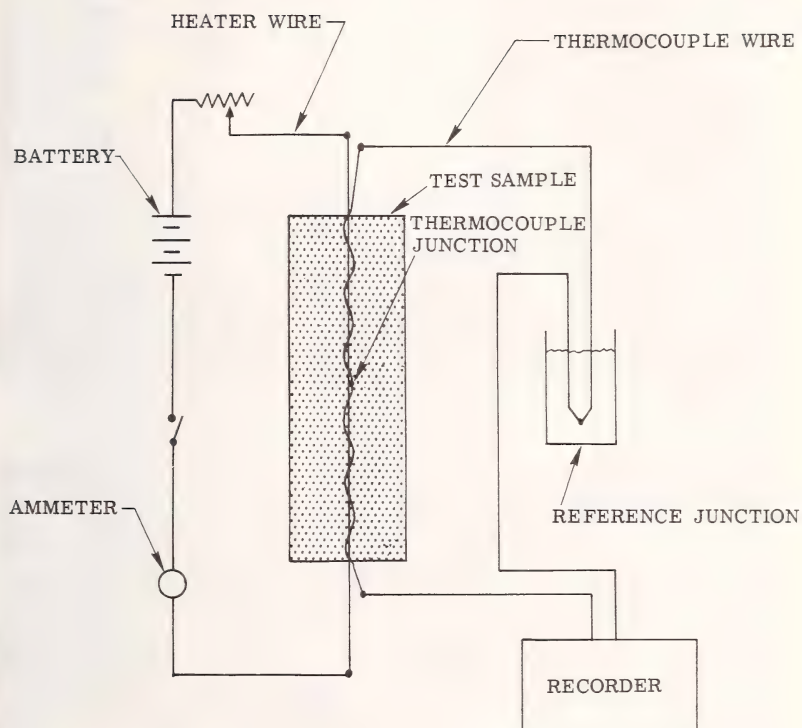 HEATER WIRE
THERMOCOUPLE WIRE
BATTERY
TEST SAMPLE
THERMOCOUPLE
JUNCTION
AMMETER
REFERENCE JUNCTION
RECORDER